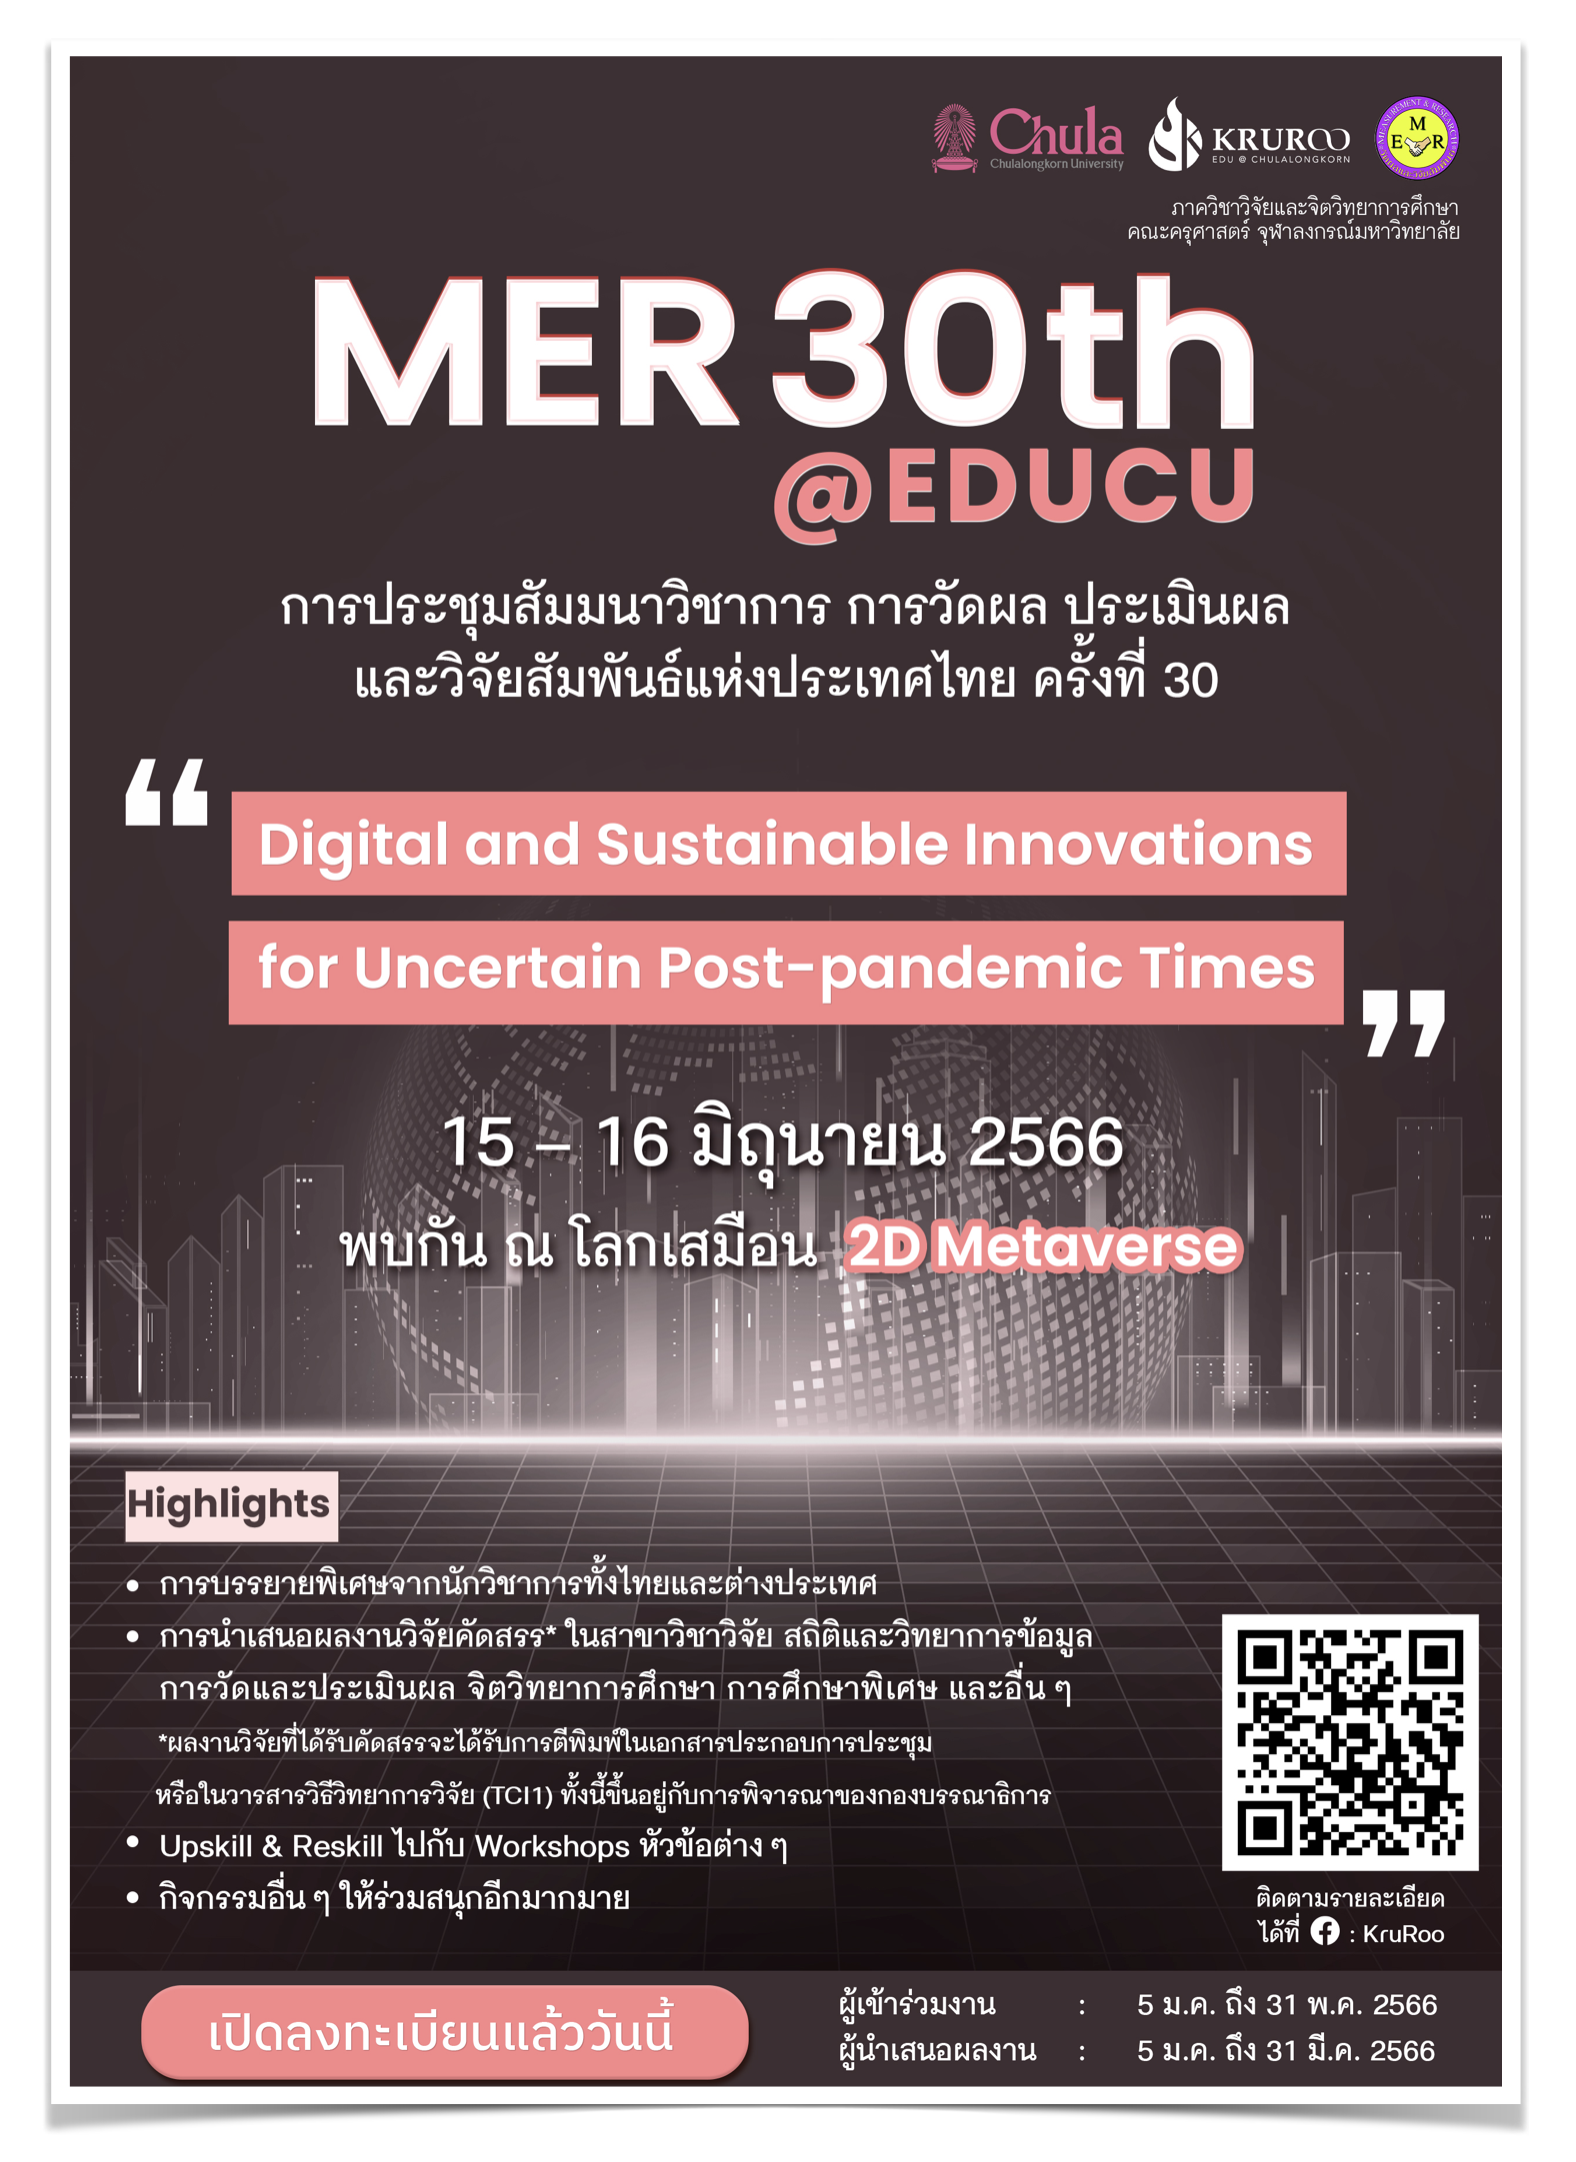 Chula
Chulalongkorn University
KRUROO
EDU @ CHULALONGKORN
M
E R
ภาควิชาวิจัยและจิตวิทยาการศึกษา
คณะครุศาสตร์ จุฬาลงกรณ์มหาวิทยาลัย
MER 30th
@EDUCU
การประชุมสัมมนาวิชาการ การวัดผล ประเมินผล
และวิจัยสัมพันธ์แห่งประเทศไทย ครั้งที่ 30
“Digital and Sustainable Innovations
for Uncertain Post-pandemic Times”
15 – 16 มิถุนายน 2566
พบกัน ณ โลกเสมือน 2D Metaverse
Highlights
• การบรรยายพิเศษจากนักวิชาการทั้งไทยและต่างประเทศ
• การนำเสนอผลงานวิจัยคัดสรร* ในสาขาวิชาวิจัย สถิติและวิทยาการข้อมูล
การวัดและประเมินผล จิตวิทยาการศึกษา การศึกษาพิเศษ และอื่น ๆ
*ผลงานวิจัยที่ได้รับคัดสรรจะได้รับการตีพิมพ์ในเอกสารประกอบการประชุม
หรือในวารสารวิธีวิทยาการวิจัย (TCI1) ทั้งนี้ขึ้นอยู่กับการพิจารณาของกองบรรณาธิการ
• Upskill & Reskill ไปกับ Workshops หัวข้อต่าง ๆ
• กิจกรรมอื่น ๆ ให้ร่วมสนุกอีกมากมาย
ติดตามรายละเอียด
ได้ที่ : KruRoo
เปิดลงทะเบียนแล้ววันนี้
ผู้เข้าร่วมงาน : 5 ม.ค. ถึง 31 พ.ค. 2566
ผู้นำเสนอผลงาน : 5 ม.ค. ถึง 31 มี.ค. 2566